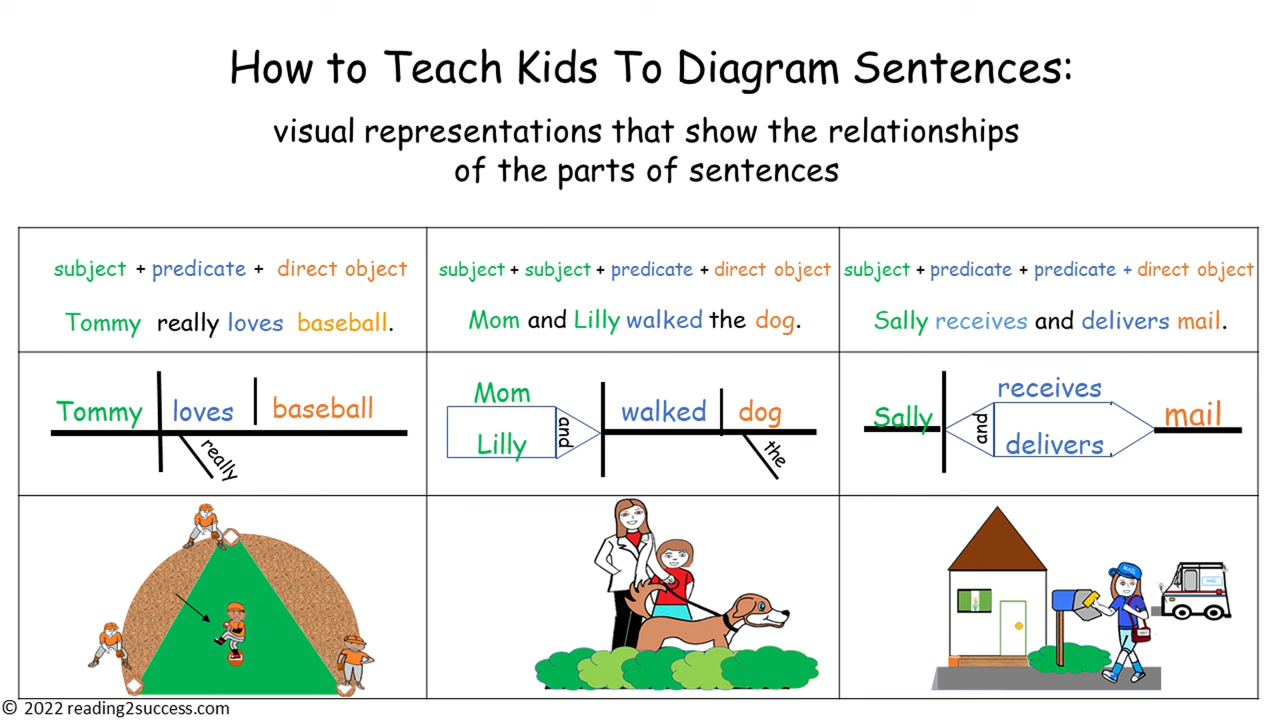 How to Teach Kids To Diagram Sentences:
visual representations that show the relationships
of the parts of sentences
subject + predicate + direct object
Tommy really loves baseball.
subject + subject + predicate + direct object
Mom and Lilly walked the dog.
subject + predicate + predicate + direct object
Sally receives and delivers mail.
Tommy loves baseball
really
Mom
and walked dog
Lilly
the
receives
Sally and mail
delivers
MAIL
MAIL
© 2022 reading2success.com